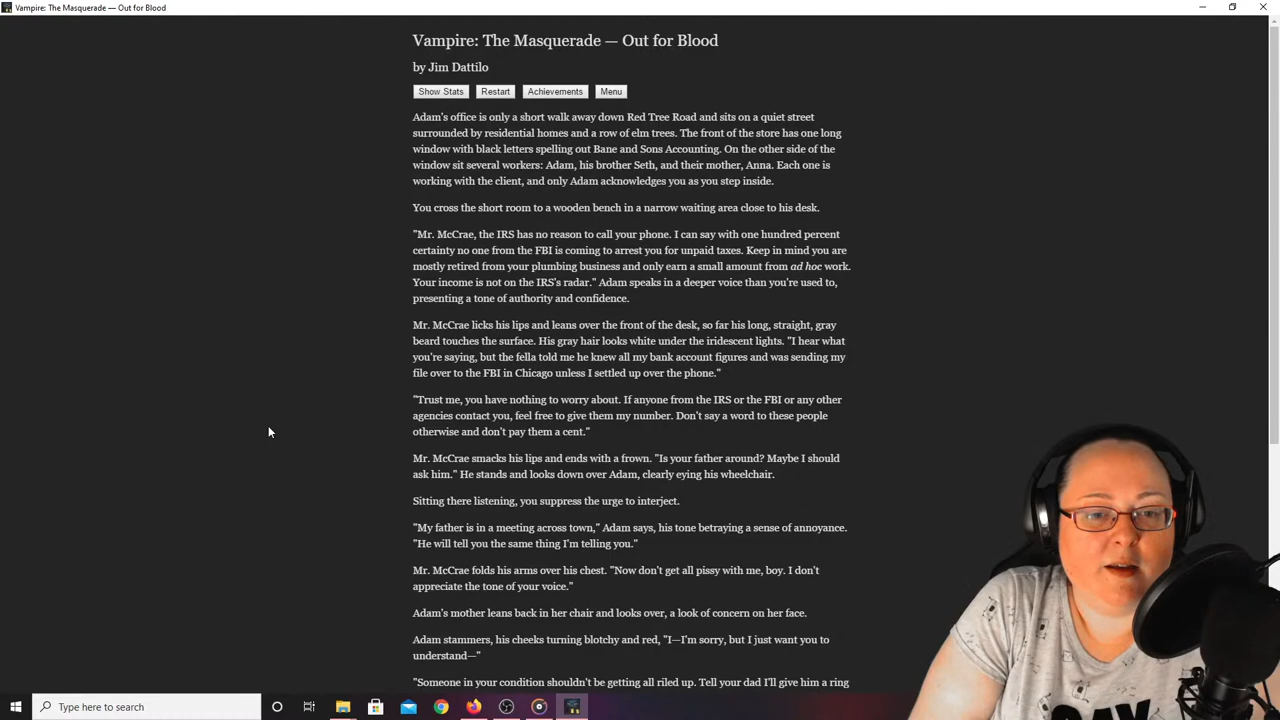 Vampire: The Masquerade — Out for Blood
Vampire: The Masquerade — Out for Blood
by Jim Dattilo
Show Stats Restart Achievements Menu
Adam's office is only a short walk away down Red Tree Road and sits on a quiet street
surrounded by residential homes and a row of elm trees. The front of the store has one long
window with black letters spelling out Bane and Sons Accounting. On the other side of the
window sit several workers: Adam, his brother Seth, and their mother, Anna. Each one is
working with the client, and only Adam acknowledges you as you step inside.
You cross the short room to a wooden bench in a narrow waiting area close to his desk.
"Mr. McCrae, the IRS has no reason to call your phone. I can say with one hundred percent
certainty no one from the FBI is coming to arrest you for unpaid taxes. Keep in mind you are
mostly retired from your plumbing business and only earn a small amount from ad hoc work.
Your income is not on the IRS's radar." Adam speaks in a deeper voice than you're used to,
presenting a tone of authority and confidence.
Mr. McCrae licks his lips and leans over the front of the desk, so far his long, straight, gray
beard touches the surface. His gray hair looks white under the iridescent lights. "I hear what
you're saying, but the fella told me he knew all my bank account figures and was sending my
file over to the FBI in Chicago unless I settled up over the phone."
"Trust me, you have nothing to worry about. If anyone from the IRS or the FBI or any other
agencies contact you, feel free to give them my number. Don't say a word to these people
otherwise and don't pay them a cent."
Mr. McCrae smacks his lips and ends with a frown. "Is your father around? Maybe I should
ask him." He stands and looks down over Adam, clearly eying his wheelchair.
Sitting there listening, you suppress the urge to interject.
"My father is in a meeting across town," Adam says, his tone betraying a sense of annoyance.
"He will tell you the same thing I'm telling you."
Mr. McCrae folds his arms over his chest. "Now don't get all pissy with me, boy. I don't
appreciate the tone of your voice."
Adam's mother leans back in her chair and looks over, a look of concern on her face.
Adam stammers, his cheeks turning blotchy and red, "I—I'm sorry, but I just want you to
understand—"
"Someone in your condition shouldn't be getting all riled up. Tell your dad I'll give him a ring
Type here to search
DAY